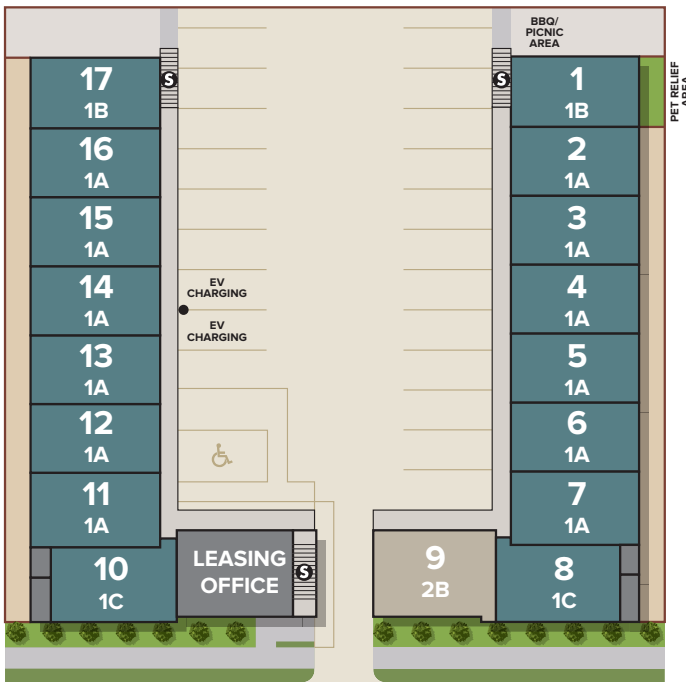 BBQ/
PICNIC
AREA
PET RELIEF
AREA
17
1B
S
S
1
1B
16
1A
2
1A
15
1A
3
1A
14
1A
EV
CHARGING
EV
CHARGING
4
1A
13
1A
5
1A
12
1A
6
1A
11
1A
7
1A
10
1C
LEASING
OFFICE
S
9
2B
8
1C